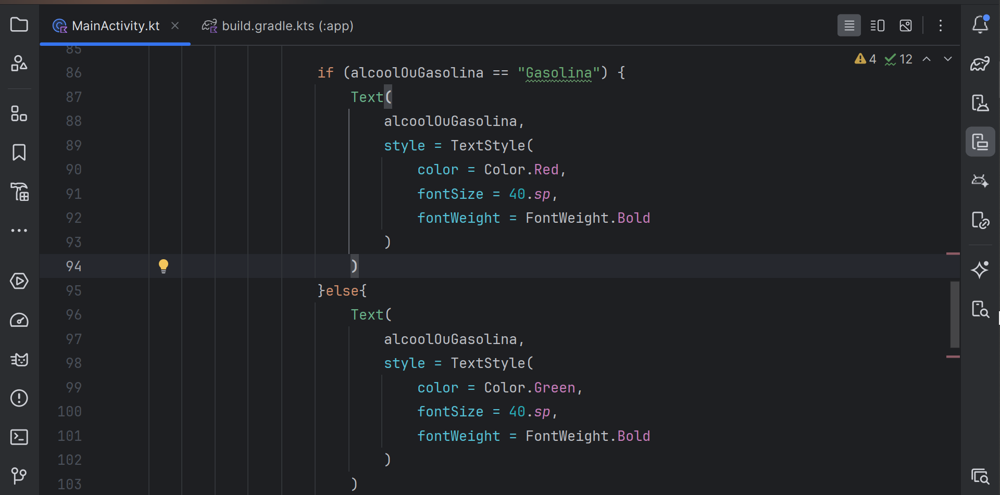 MainActivity.kt
build.gradle.kts (:app)
4 12
85
86 if (alcoolOuGasolina == "Gasolina") {
87 Text(
88 alcoolOuGasolina,
89 style = TextStyle(
90 color = Color.Red,
91 fontSize = 40.sp,
92 fontWeight = FontWeight.Bold
93 )
94 )
95 }else{
96 Text(
97 alcoolOuGasolina,
98 style = TextStyle(
99 color = Color.Green,
100 fontSize = 40.sp,
101 fontWeight = FontWeight.Bold
102 )
103 )